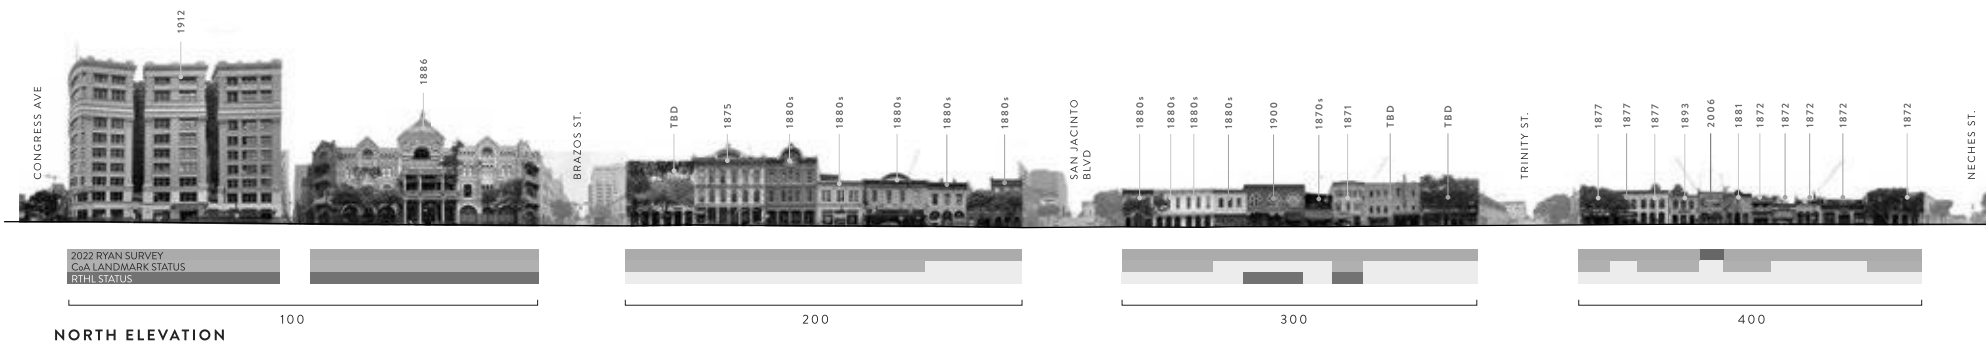 CONGRESS AVE
1912
1886
BRAZOS ST.
TBD
1875
1880s
1880s
1880s
1880s
1880s
SAN JACINTO
BLVD
1880s
1880s
1880s
1880s
1900
1870s
1871
TBD
TBD
TRINITY ST.
1877
1877
1877
1893
2006
1881
1872
1872
1872
1872
1872
NECHES ST.
2022 RYAN SURVEY
CoA LANDMARK STATUS
RTHL STATUS
100
200
300
400
NORTH ELEVATION